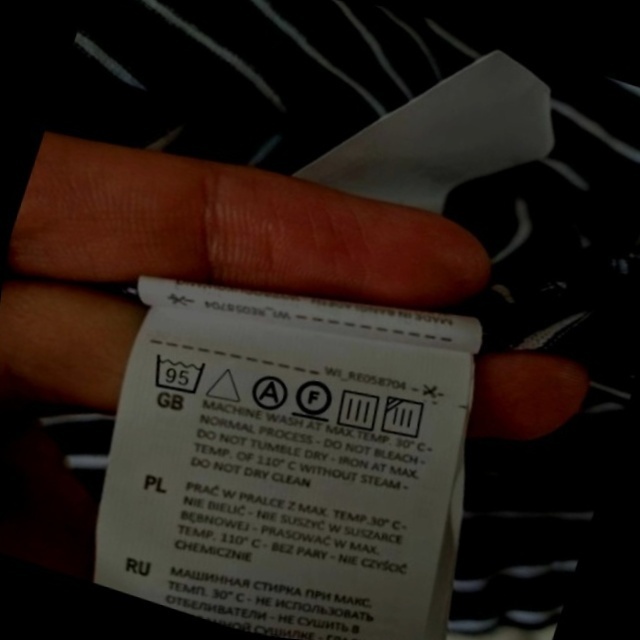 WI_RE058704
95
A
F
GB
MACHINE WASH AT MAX. TEMP. 30°C -
NORMAL PROCESS. DO NOT BLEACH -
DO NOT TUMBLE DRY - IRON AT MAX.
TEMP. OF 110°C WITHOUT STEAM -
DO NOT DRY CLEAN
PL
PRAĆ W PRALCE Z MAX. TEMP. 30°C -
NIE BIELIĆ - NIE SUSZYĆ W SUSZARCE
BĘBNOWEJ - PRASOWAĆ W MAX.
TEMP. 110°C - BEZ PARY - NIE CZYŚCIĆ
CHEMICZNIE
RU
МАШИННАЯ СТИРКА ПРИ МАКС.
ТЕМП. 30°C - НЕ ИСПОЛЬЗОВАТЬ
ОТБЕЛИВАТЕЛИ - НЕ СУШИТЬ В